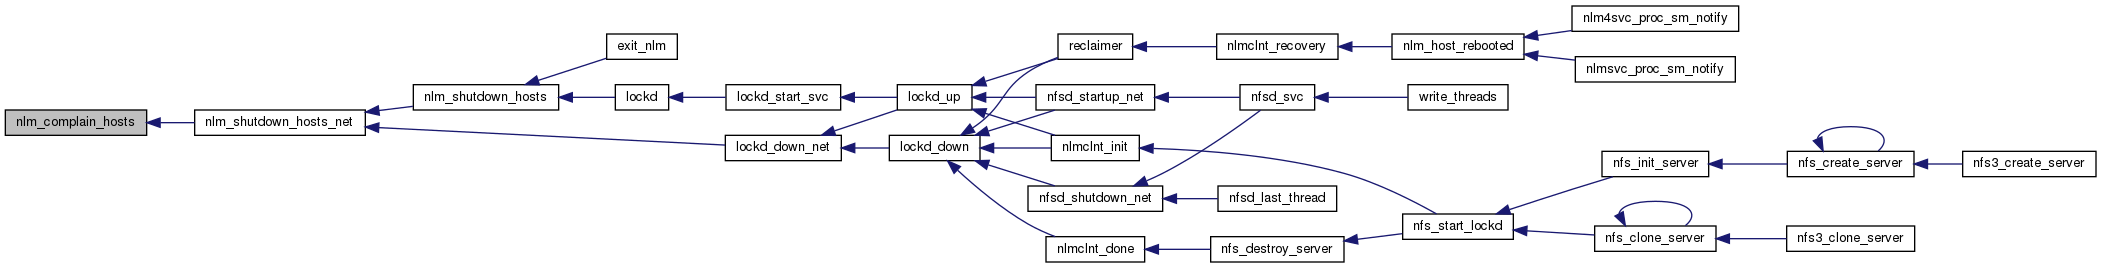 nlm_complain_hosts
nlm_shutdown_hosts_net
nlm_shutdown_hosts
exit_nlm
lockd
lockd_start_svc
lockd_down_net
lockd_up
lockd_down
reclaimer
nfsd_startup_net
nlmclnt_init
nfsd_shutdown_net
nlmclnt_done
nlmclnt_recovery
nfsd_svc
nfsd_last_thread
nfs_destroy_server
nlm_host_rebooted
write_threads
nfs_start_lockd
nlm4svc_proc_sm_notify
nlmsvc_proc_sm_notify
nfs_init_server
nfs_clone_server
nfs_create_server
nfs3_clone_server
nfs3_create_server